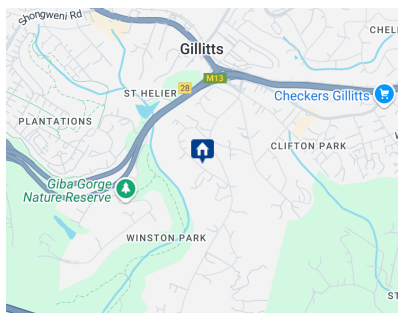 Shongweni Rd
Gillitts
CHEL
M13
28
ST HELIER
Checkers Gillitts
PLANTATIONS
CLIFTON PARK
W
Giba Gorge
Nature Reserve
WINSTON PARK
ST